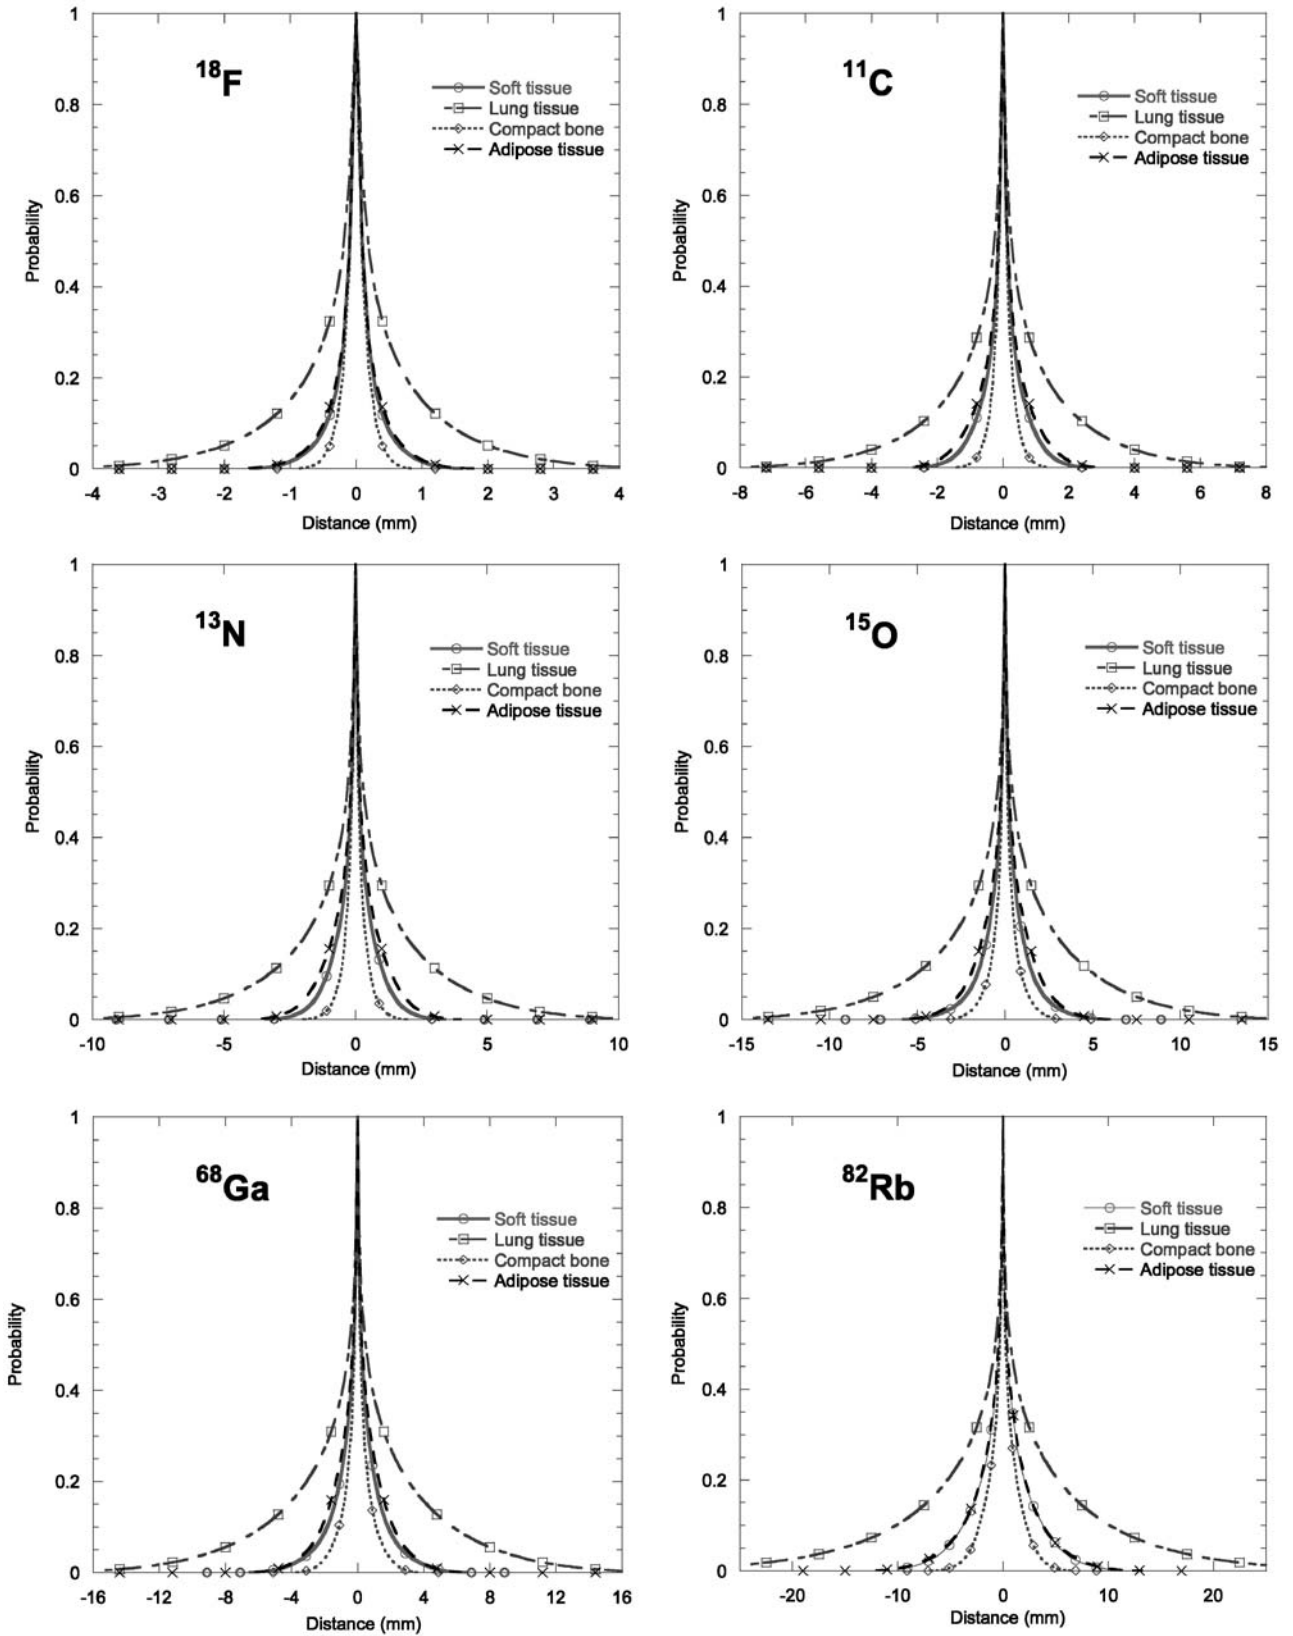 1
0.8
0.6
0.4
0.2
0
Probability
¹⁸F
Soft tissue
Lung tissue
Compact bone
Adipose tissue
-4 -3 -2 -1 0 1 2 3 4
Distance (mm)
1
0.8
0.6
0.4
0.2
0
Probability
¹¹C
Soft tissue
Lung tissue
Compact bone
Adipose tissue
-8 -6 -4 -2 0 2 4 6 8
Distance (mm)
1
0.8
0.6
0.4
0.2
0
Probability
¹³N
Soft tissue
Lung tissue
Compact bone
Adipose tissue
-10 -5 0 5 10
Distance (mm)
1
0.8
0.6
0.4
0.2
0
Probability
¹⁵O
Soft tissue
Lung tissue
Compact bone
Adipose tissue
-15 -10 -5 0 5 10 15
Distance (mm)
1
0.8
0.6
0.4
0.2
0
Probability
⁶⁸Ga
Soft tissue
Lung tissue
Compact bone
Adipose tissue
-16 -12 -8 -4 0 4 8 12 16
Distance (mm)
1
0.8
0.6
0.4
0.2
0
Probability
⁸²Rb
Soft tissue
Lung tissue
Compact bone
Adipose tissue
-20 -10 0 10 20
Distance (mm)